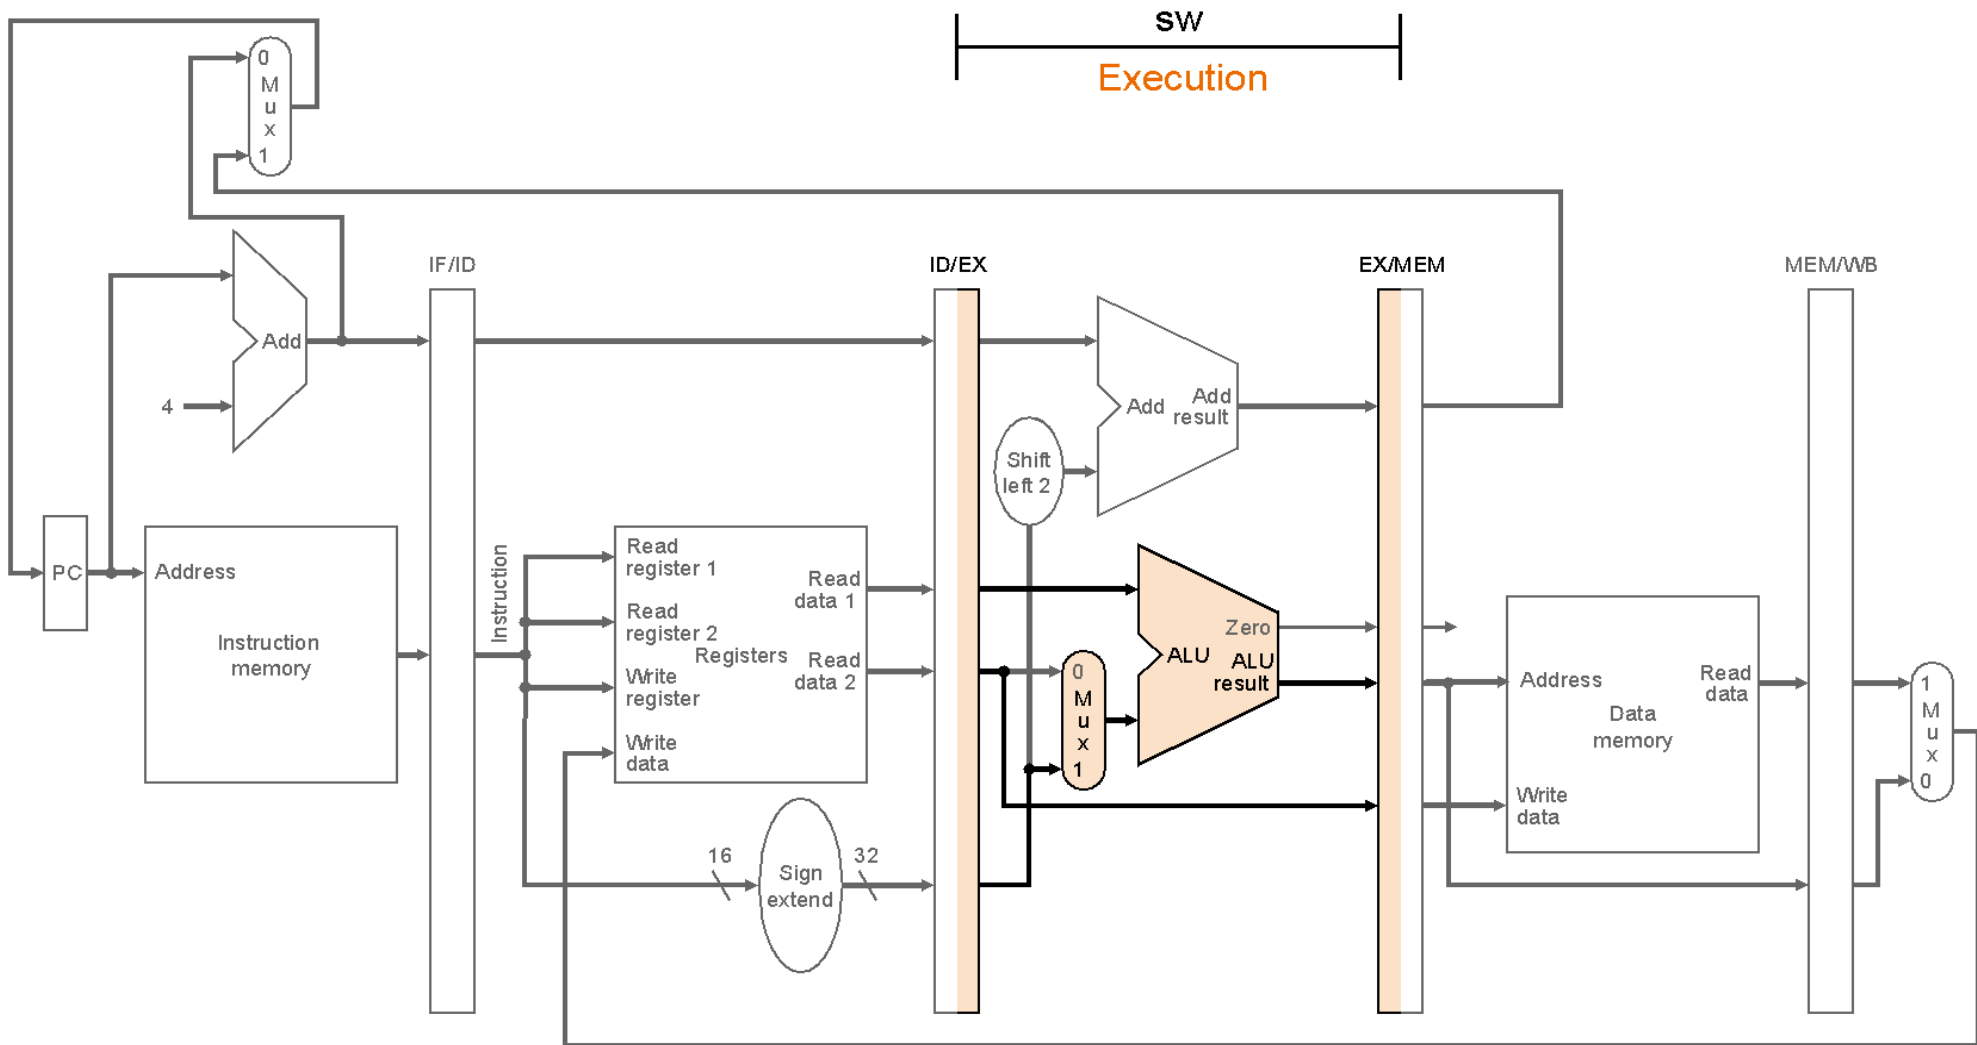 SW
Execution
0
M
u
x
1
IF/ID
ID/EX
EX/MEM
MEM/WB
Add
4
Add
Add
result
Shift
left 2
PC
Address
Instruction
memory
Instruction
Read
register 1
Read
register 2
Registers
Write
register
Write
data
Read
data 1
Read
data 2
0
M
u
x
1
Zero
ALU
ALU
result
Address
Read
data
Data
memory
Write
data
1
M
u
x
0
16
Sign
extend
32